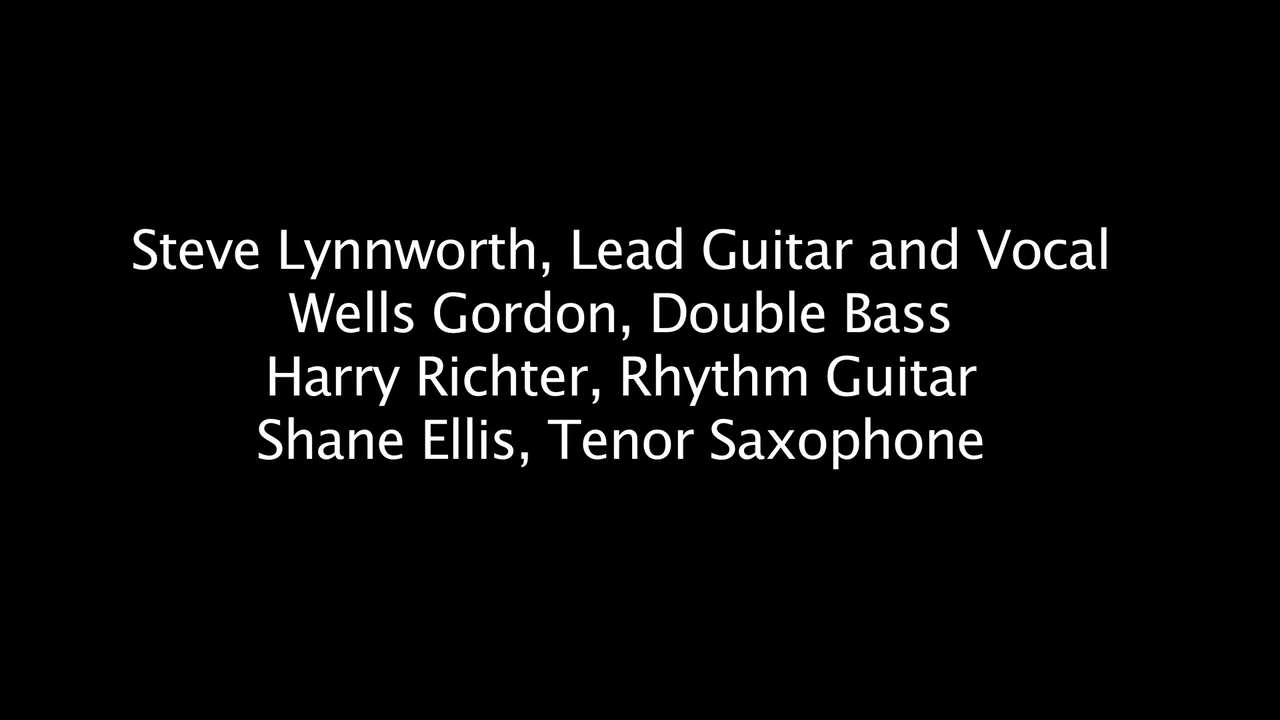 Steve Lynnworth, Lead Guitar and Vocal
Wells Gordon, Double Bass
Harry Richter, Rhythm Guitar
Shane Ellis, Tenor Saxophone